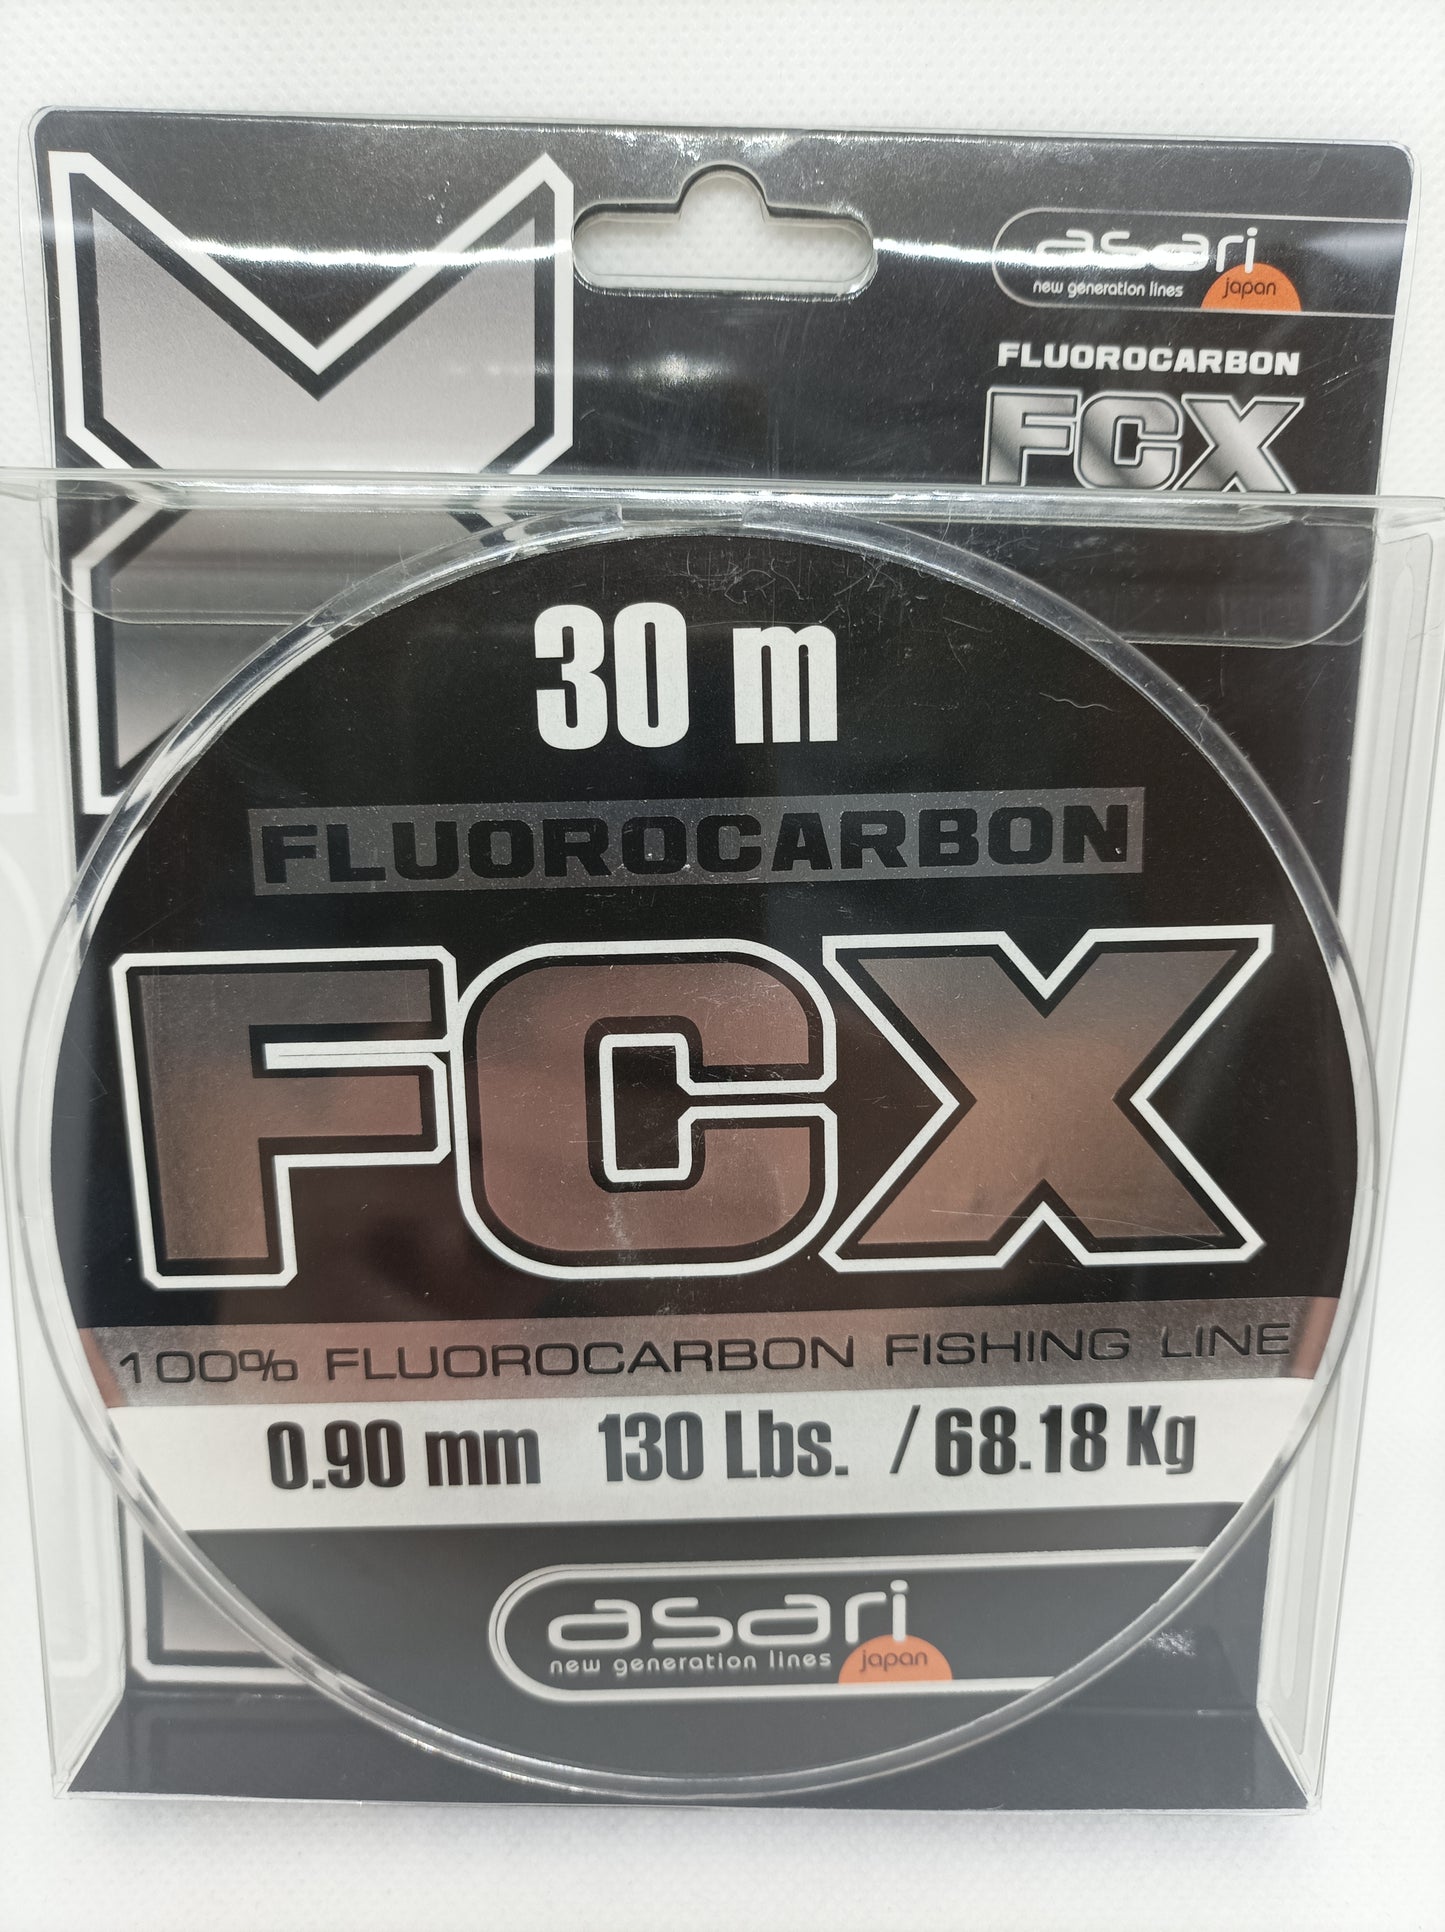 asari
new generation lines japan
FLUOROCARBON
FCX
30 m
FLUOROCARBON
FCX
100% FLUOROCARBON FISHING LINE
0.90 mm 130 Lbs. / 68.18 Kg
asari
new generation lines japan